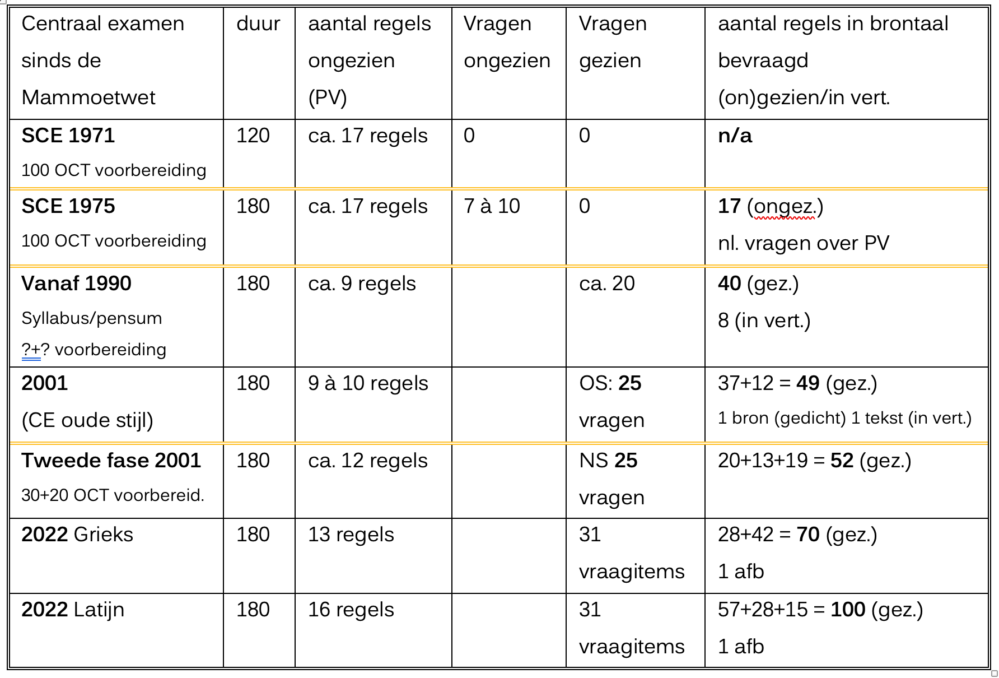 Centraal examen
sinds de
Mammoetwet
duur
aantal regels
ongezien
(PV)
Vragen
ongezien
Vragen
gezien
aantal regels in brontaal
bevraagd
(on)gezien/in vert.
SCE 1971
100 OCT voorbereiding
120
ca. 17 regels
0
0
n/a
SCE 1975
100 OCT voorbereiding
180
ca. 17 regels
7 à 10
0
17 (ongez.)
nl. vragen over PV
Vanaf 1990
Syllabus/pensum
?+? voorbereiding
180
ca. 9 regels
ca. 20
40 (gez.)
8 (in vert.)
2001
(CE oude stijl)
180
9 à 10 regels
OS: 25
vragen
37+12 = 49 (gez.)
1 bron (gedicht) 1 tekst (in vert.)
Tweede fase 2001
30+20 OCT voorbereid.
180
ca. 12 regels
NS 25
vragen
20+13+19 = 52 (gez.)
2022 Grieks
180
13 regels
31
vraagitems
28+42 = 70 (gez.)
1 afb
2022 Latijn
180
16 regels
31
vraagitems
57+28+15 = 100 (gez.)
1 afb